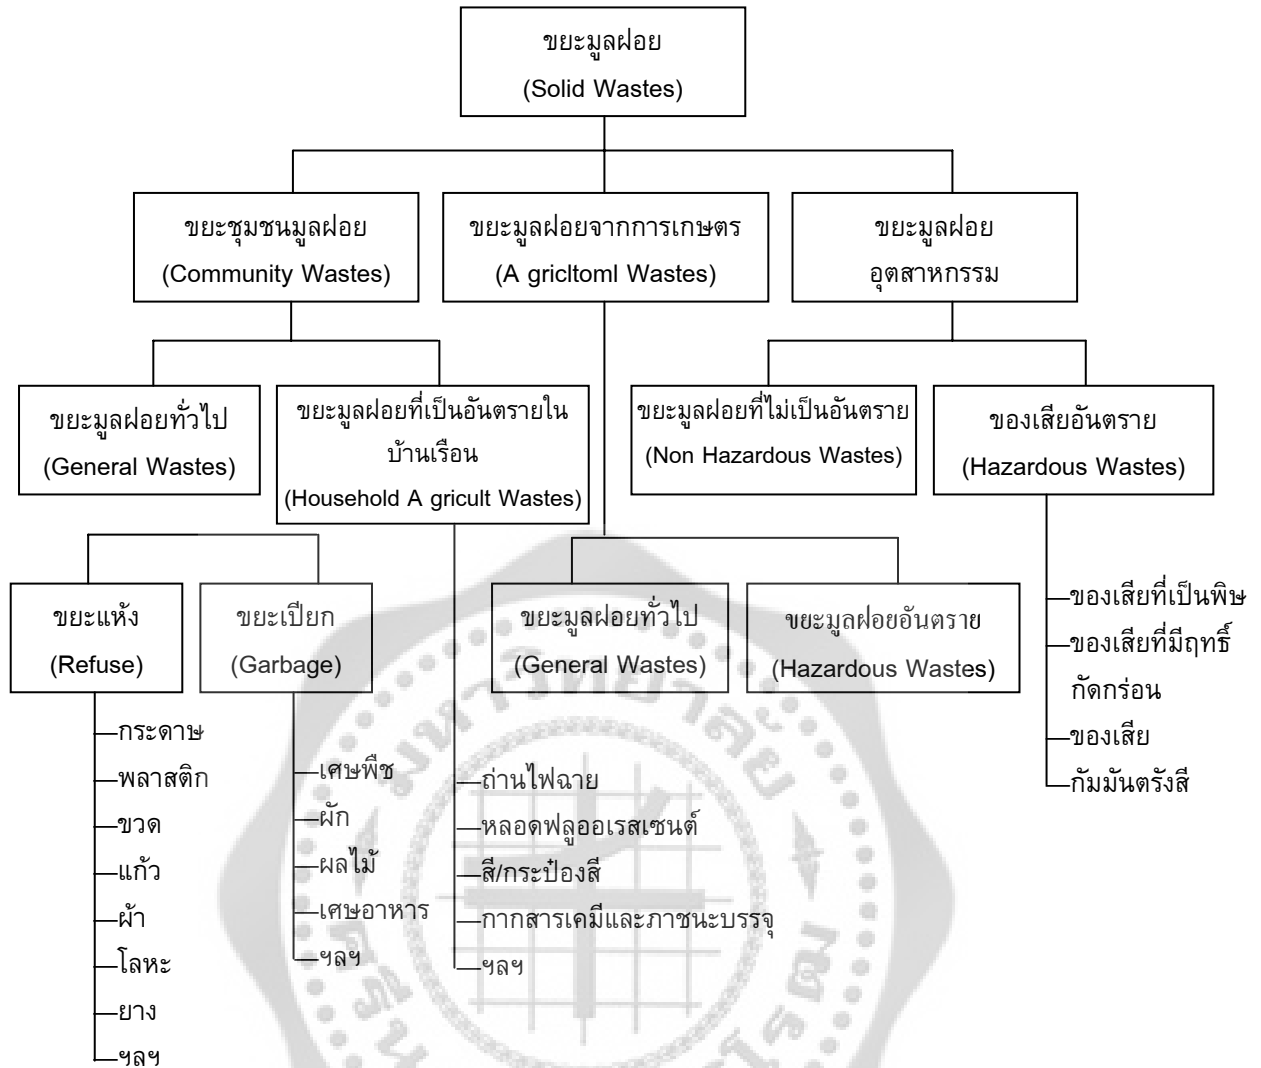 ขยะมูลฝอย
(Solid Wastes)
ขยะชุมชนมูลฝอย
(Community Wastes)
ขยะมูลฝอยจากการเกษตร
(A gricltoml Wastes)
ขยะมูลฝอย
อุตสาหกรรม
ขยะมูลฝอยทั่วไป
(General Wastes)
ขยะมูลฝอยที่เป็นอันตรายใน
บ้านเรือน
(Household A gricult Wastes)
ขยะมูลฝอยที่ไม่เป็นอันตราย
(Non Hazardous Wastes)
ของเสียอันตราย
(Hazardous Wastes)
ขยะแห้ง
(Refuse)
ขยะเปียก
(Garbage)
ขยะมูลฝอยทั่วไป
(General Wastes)
ขยะมูลฝอยอันตราย
(Hazardous Wastes)
กระดาษ
พลาสติก
ขวด
แก้ว
ผ้า
โลหะ
ยาง
ฯลฯ
เศษพืช
ผัก
ผลไม้
เศษอาหาร
ฯลฯ
ถ่านไฟฉาย
หลอดฟลูออเรสเซนต์
สี/กระป๋องสี
กากสารเคมีและภาชนะบรรจุ
ฯลฯ
ของเสียที่เป็นพิษ
ของเสียที่มีฤทธิ์
กัดกร่อน
ของเสีย
กัมมันตรังสี
มหาวิทยาลัย